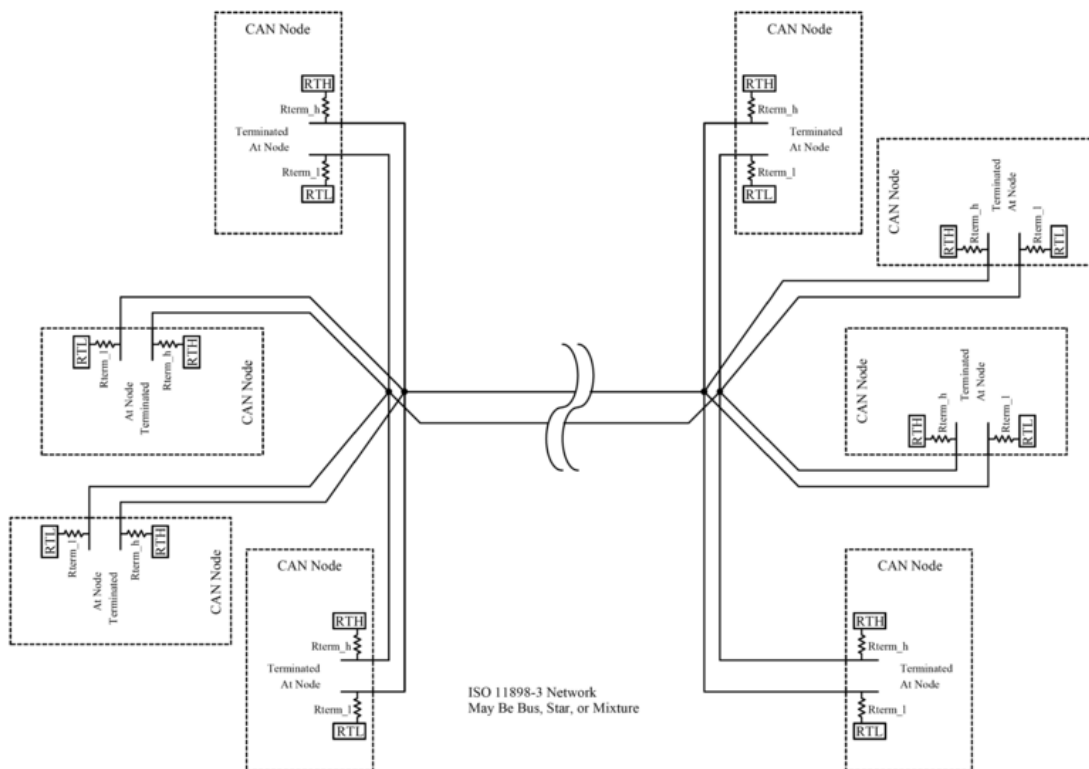 CAN Node
RTH
Rterm_h
Terminated
At Node
Rterm_l
RTL
CAN Node
RTH
Rterm_h
Terminated
At Node
Rterm_l
RTL
CAN Node
RTH
Rterm_h
Terminated
At Node
Rterm_l
RTL
RTL
Rterm_l
At Node
Terminated
Rterm_h
RTH
CAN Node
CAN Node
RTH
Rterm_h
Terminated
At Node
Rterm_l
RTL
RTL
Rterm_l
At Node
Terminated
Rterm_h
RTH
CAN Node
CAN Node
RTH
Rterm_h
Terminated
At Node
Rterm_l
RTL
CAN Node
RTH
Rterm_h
Terminated
At Node
Rterm_l
RTL
ISO 11898-3 Network
May Be Bus, Star, or Mixture